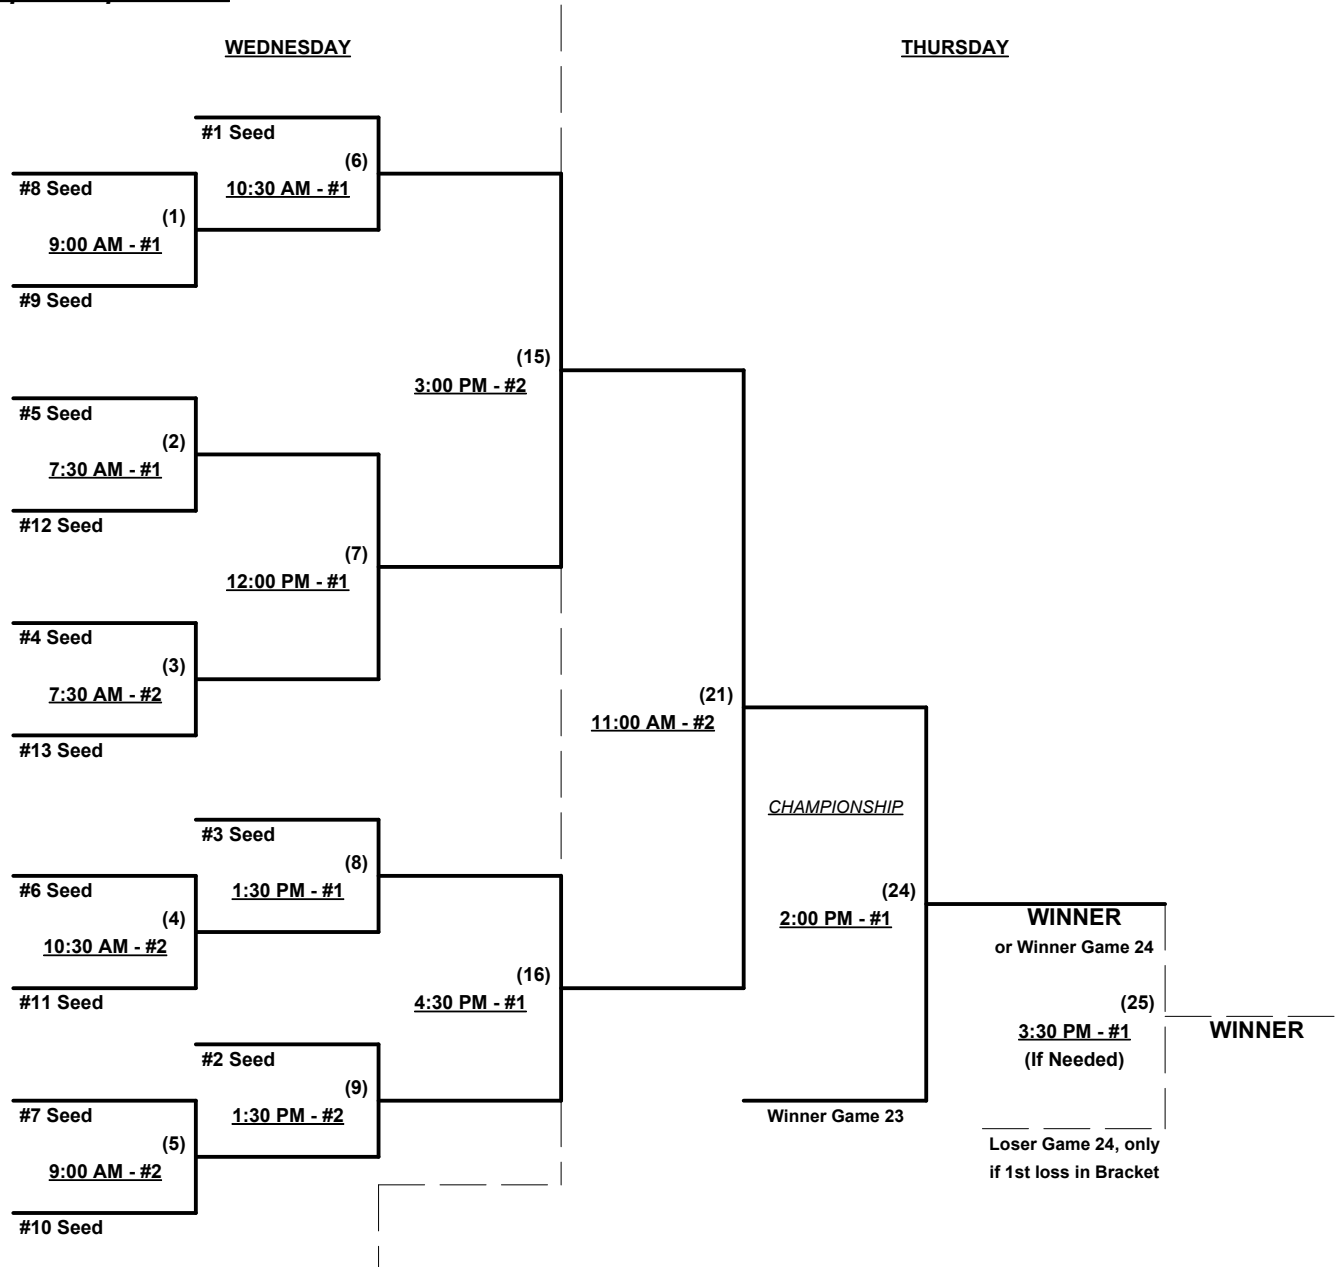 WEDNESDAY
THURSDAY
#1 Seed
(6)
10:30 AM - #1
#8 Seed
(1)
9:00 AM - #1
#9 Seed
(15)
3:00 PM - #2
#5 Seed
(2)
7:30 AM - #1
#12 Seed
(7)
12:00 PM - #1
#4 Seed
(3)
7:30 AM - #2
#13 Seed
(21)
11:00 AM - #2
CHAMPIONSHIP
#3 Seed
(8)
1:30 PM - #1
#6 Seed
(4)
10:30 AM - #2
#11 Seed
(24)
2:00 PM - #1
WINNER
or Winner Game 24
(16)
4:30 PM - #1
(25)
3:30 PM - #1
(If Needed)
WINNER
#2 Seed
(9)
1:30 PM - #2
#7 Seed
(5)
9:00 AM - #2
#10 Seed
Winner Game 23
Loser Game 24, only
if 1st loss in Bracket